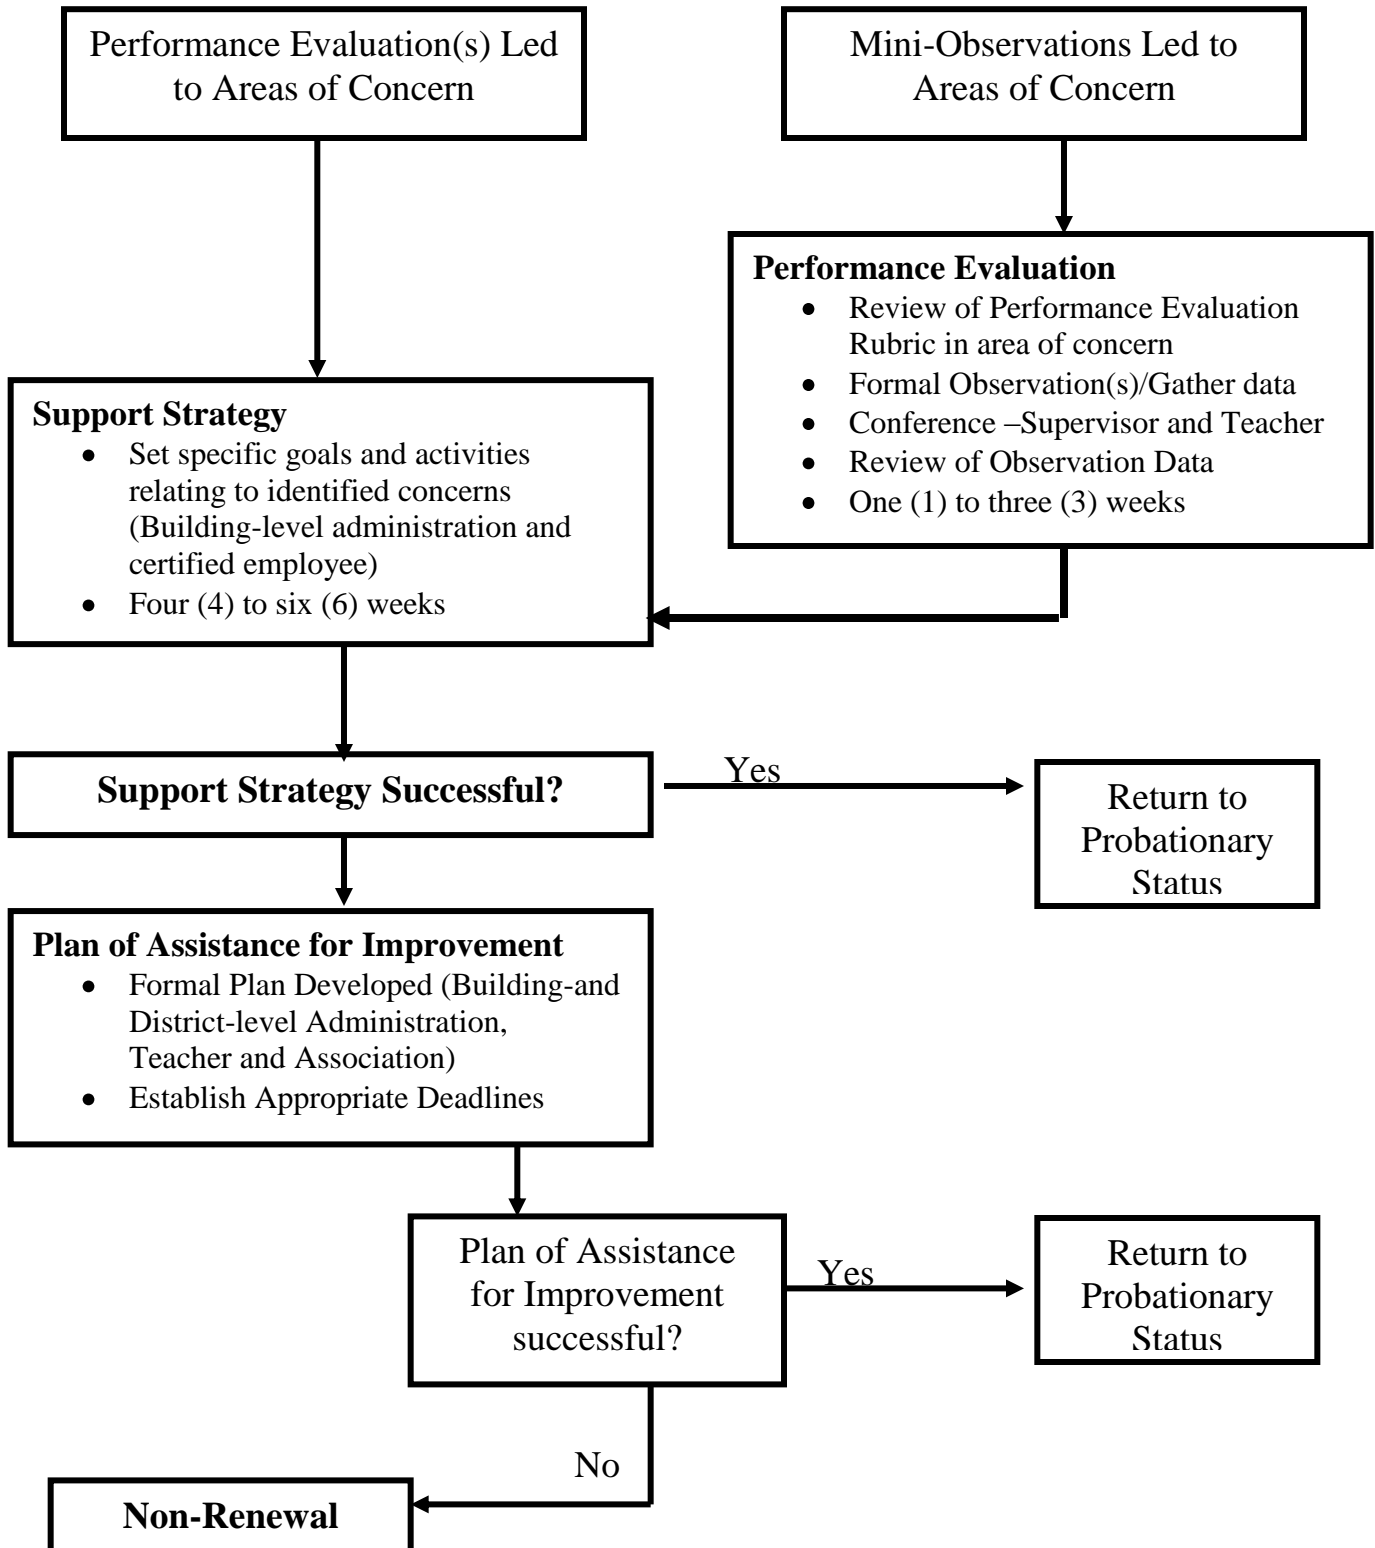 Performance Evaluation(s) Led
to Areas of Concern
Mini-Observations Led to
Areas of Concern
Performance Evaluation
• Review of Performance Evaluation
Rubric in area of concern
• Formal Observation(s)/Gather data
• Conference –Supervisor and Teacher
• Review of Observation Data
• One (1) to three (3) weeks
Support Strategy
• Set specific goals and activities
relating to identified concerns
(Building-level administration and
certified employee)
• Four (4) to six (6) weeks
Support Strategy Successful?
Yes
Return to
Probationary
Status
Plan of Assistance for Improvement
• Formal Plan Developed (Building-and
District-level Administration,
Teacher and Association)
• Establish Appropriate Deadlines
Plan of Assistance
for Improvement
successful?
Yes
Return to
Probationary
Status
No
Non-Renewal